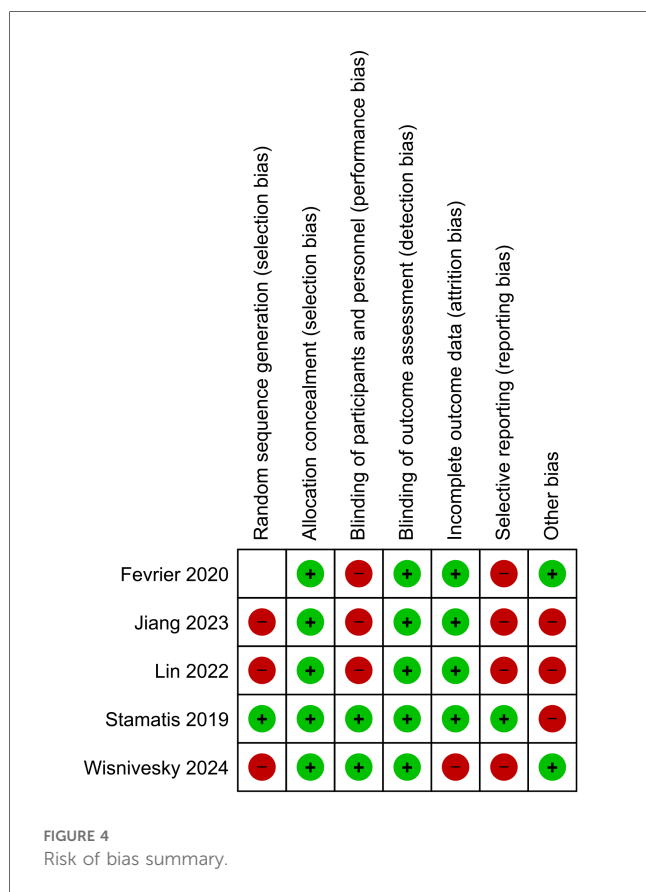 Random sequence generation (selection bias)
Allocation concealment (selection bias)
Blinding of participants and personnel (performance bias)
Blinding of outcome assessment (detection bias)
Incomplete outcome data (attrition bias)
Selective reporting (reporting bias)
Other bias
Fevrier 2020 + − + + − +
Jiang 2023 − + − + + − −
Lin 2022 − + − + + − −
Stamatis 2019 + + + + + + −
Wisnivesky 2024 − + + + − − +
FIGURE 4
Risk of bias summary.